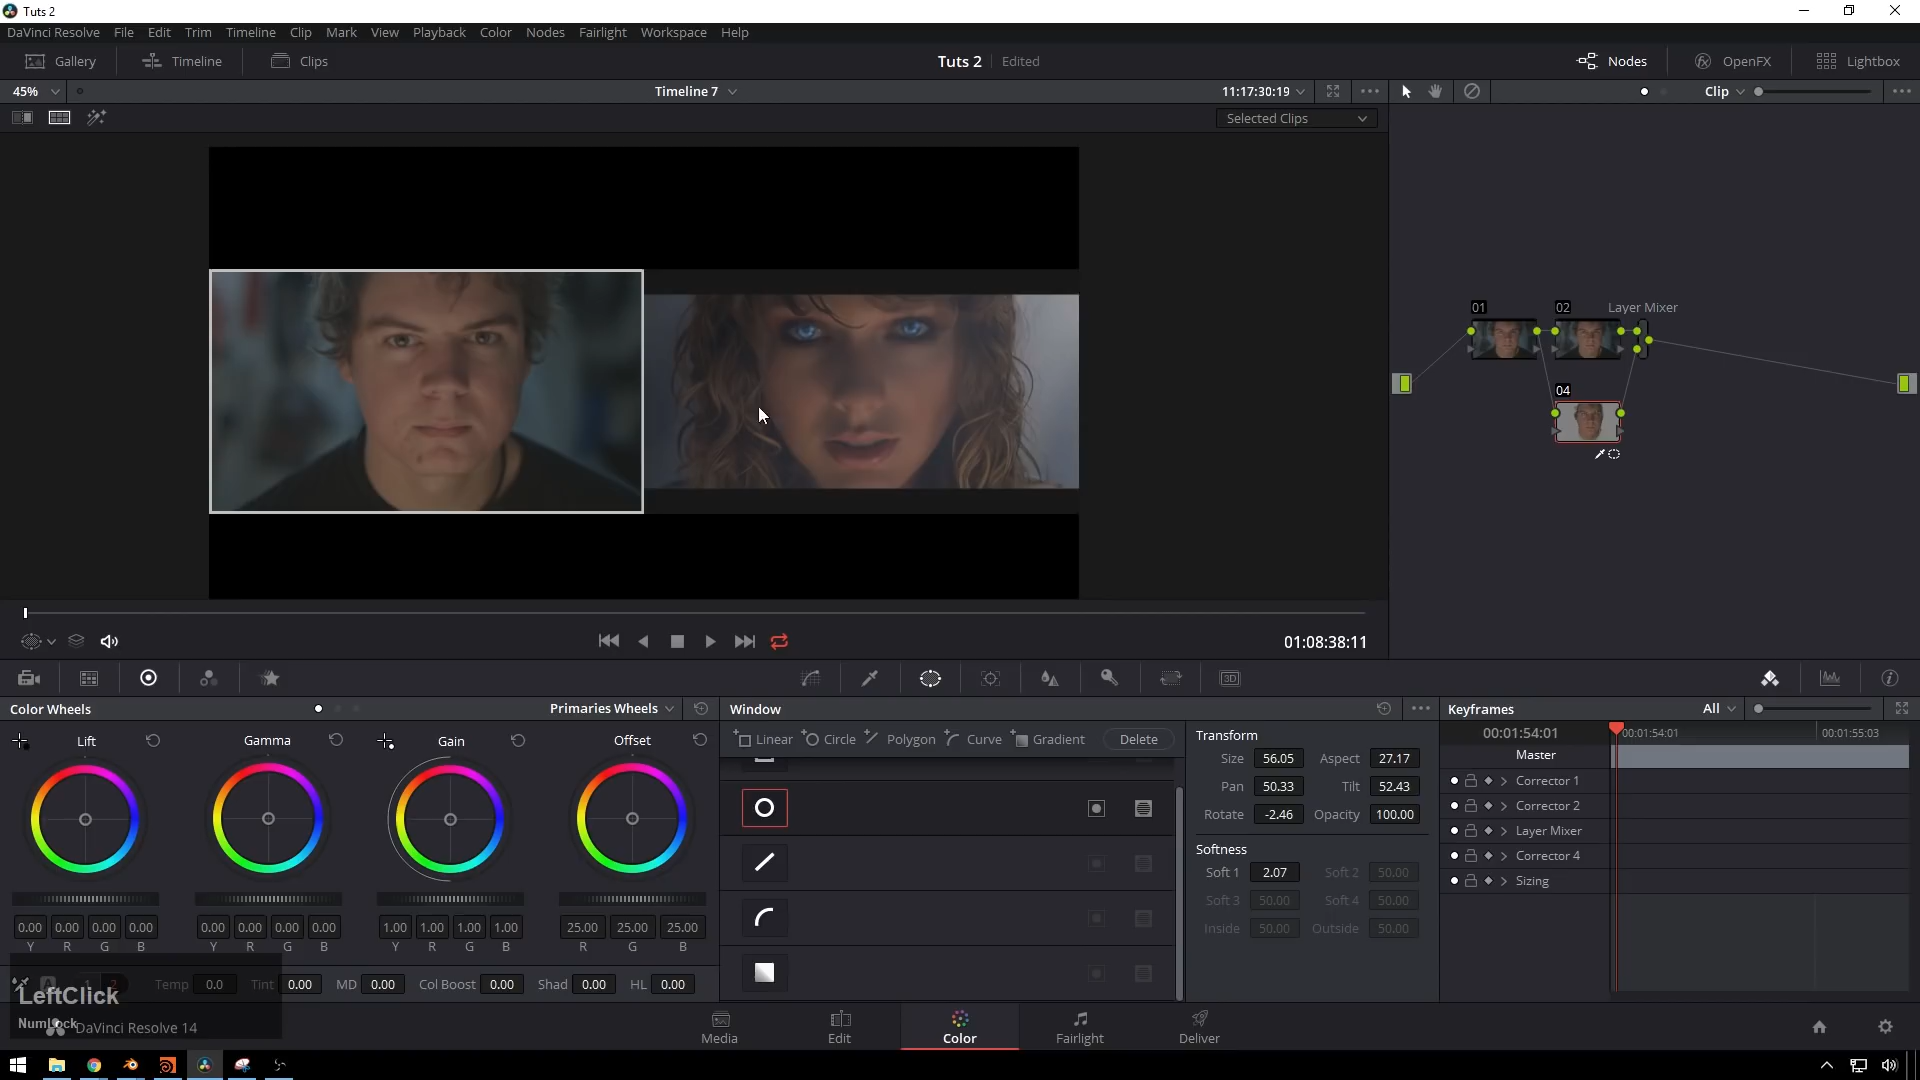 Tuts 2
DaVinci Resolve File Edit Trim Timeline Clip Mark View Playback Color Nodes Fairlight Workspace Help
Gallery Timeline Clips Tuts 2 Edited Nodes OpenFX Lightbox
45% Timeline 7 11:17:30:19 Clip
Selected Clips
01 02 Layer Mixer
04
01:08:38:11
3D
Color Wheels Primaries Wheels Window Keyframes All
Lift Gamma Gain Offset
Linear Circle Polygon Curve Gradient Delete
Transform
Size 56.05 Aspect 27.17
Pan 50.33 Tilt 52.43
Rotate -2.46 Opacity 100.00
Softness
Soft 1 2.07 Soft 2 50.00
Soft 3 50.00 Soft 4 50.00
Inside 50.00 Outside 50.00
00:01:54:01 00:01:54:01 00:01:55:03
Master
Corrector 1
Corrector 2
Layer Mixer
Corrector 4
Sizing
0.00 0.00 0.00 0.00 0.00 0.00 0.00 0.00 1.00 1.00 1.00 1.00 25.00 25.00 25.00
Y R G B Y R G B Y R G B R G B
A 1 2 Temp 0.0 Tint 0.00 MD 0.00 Col Boost 0.00 Shad 0.00 HL 0.00
LeftClick
NumLock
DaVinci Resolve 14
Media Edit Color Fairlight Deliver